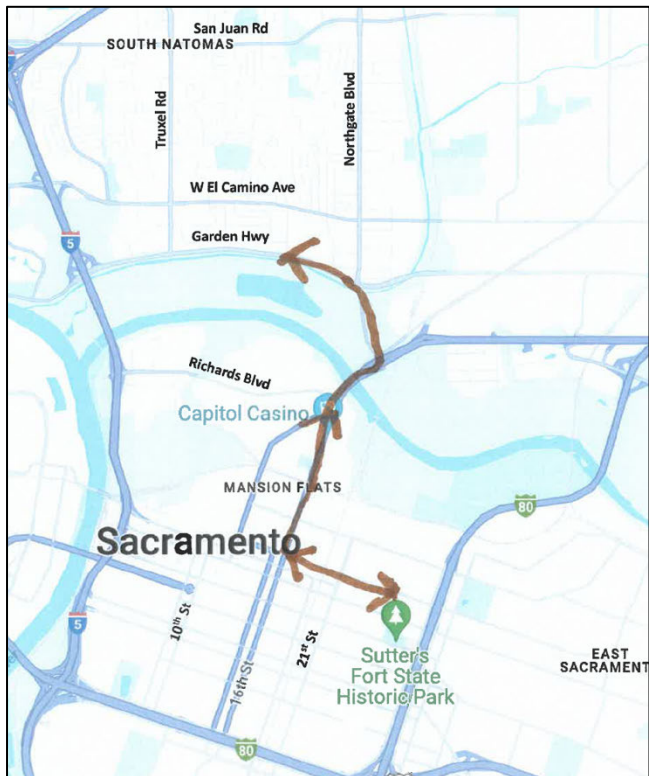 San Juan Rd
SOUTH NATOMAS
5
Truxel Rd
Northgate Blvd
W El Camino Ave
Garden Hwy
5
Richards Blvd
Capitol Casino
MANSION FLATS
80
Sacramento
10th St
16th St
21st St
5
Sutter's
Fort State
Historic Park
EAST
SACRAMENT
80